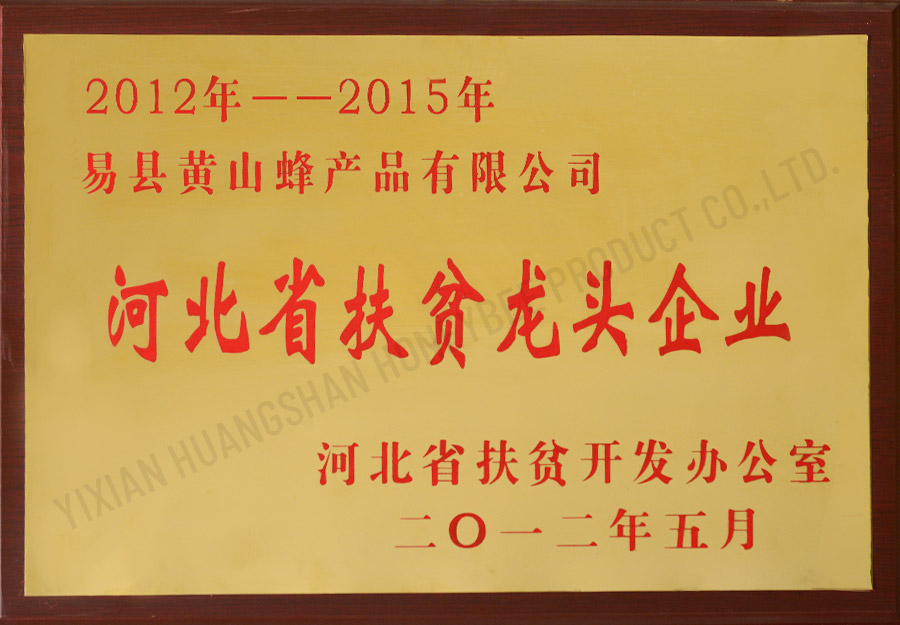 2012年——2015年
易县黄山蜂产品有限公司
河北省扶贫龙头企业
河北省扶贫开发办公室
二〇一二年五月
YIXIAN HUANGSHAN HONEYBEE PRODUCT CO.,LTD.